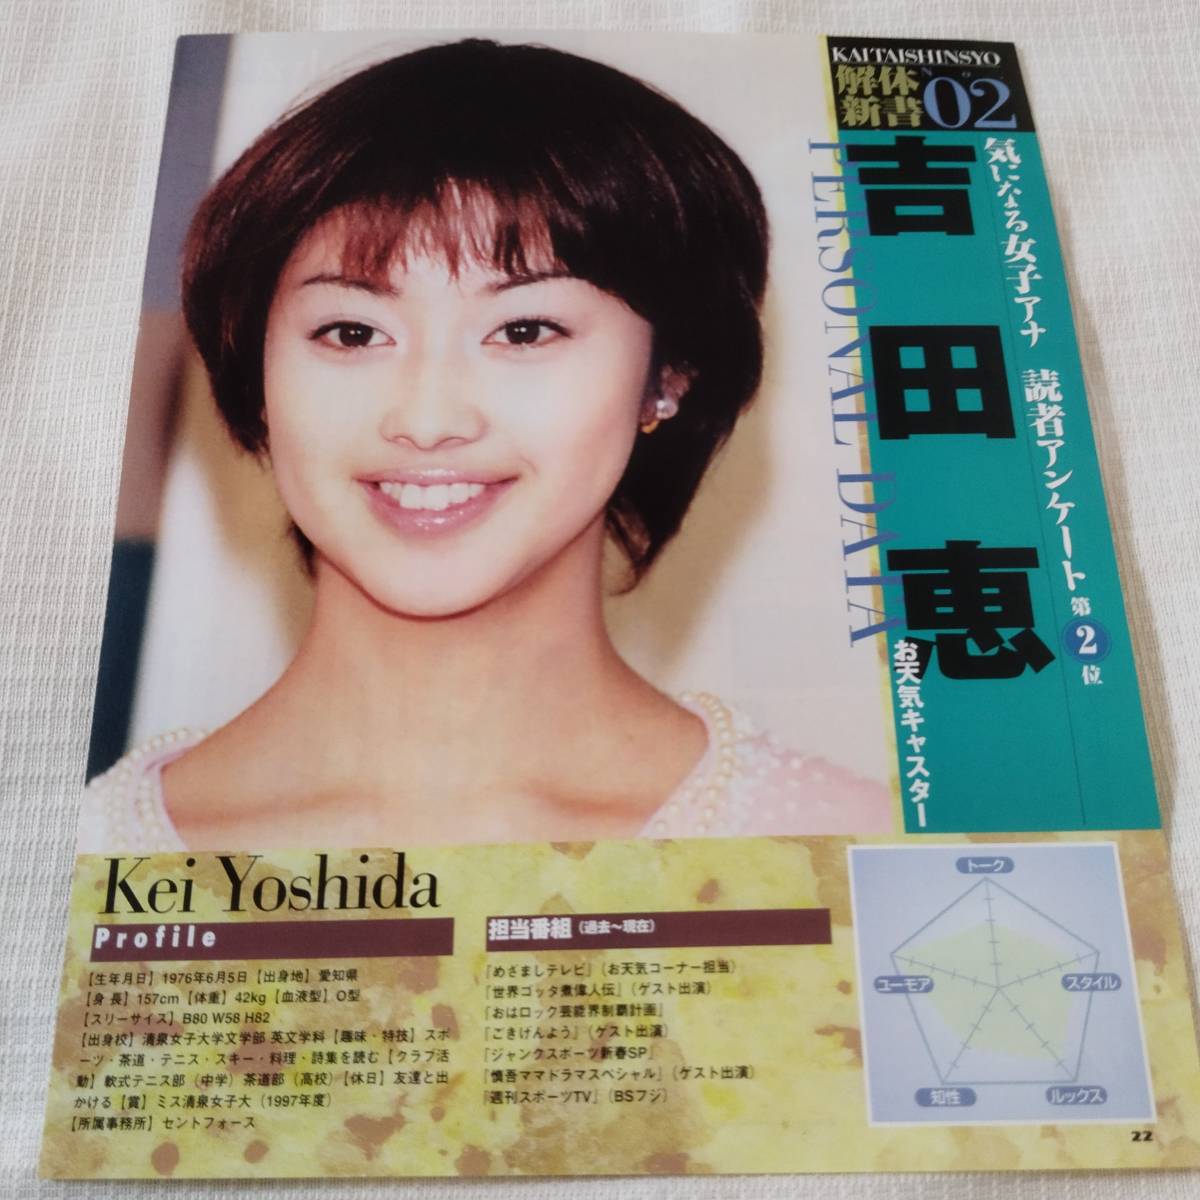 KAITAISHINSYO
解体
新書
No.
02
気になる女子アナ 読者アンケート第2位
吉田恵
お天気キャスター
PERSONAL DATA
Kei Yoshida
Profile
【生年月日】1976年6月5日【出身地】愛知県
【身 長】157cm【体重】42kg【血液型】O型
【スリーサイズ】B80 W58 H82
【出身校】清泉女子大学文学部 英文学科【趣味・特技】スポ
ーツ・茶道・テニス・スキー・料理・詩集を読む【クラブ活
動】軟式テニス部（中学）茶道部（高校）【休日】友達と出
かける【賞】ミス清泉女子大（1997年度）
【所属事務所】セントフォース
担当番組（過去～現在）
『めざましテレビ』（お天気コーナー担当）
『世界ゴッタ煮偉人伝』（ゲスト出演）
『おはロック芸能界制覇計画』
『ごきげんよう』（ゲスト出演）
『ジャンクスポーツ新春SP』
『慎吾ママドラマスペシャル』（ゲスト出演）
『週刊スポーツTV』（BSフジ）
トーク
ユーモア
スタイル
知性
ルックス
22